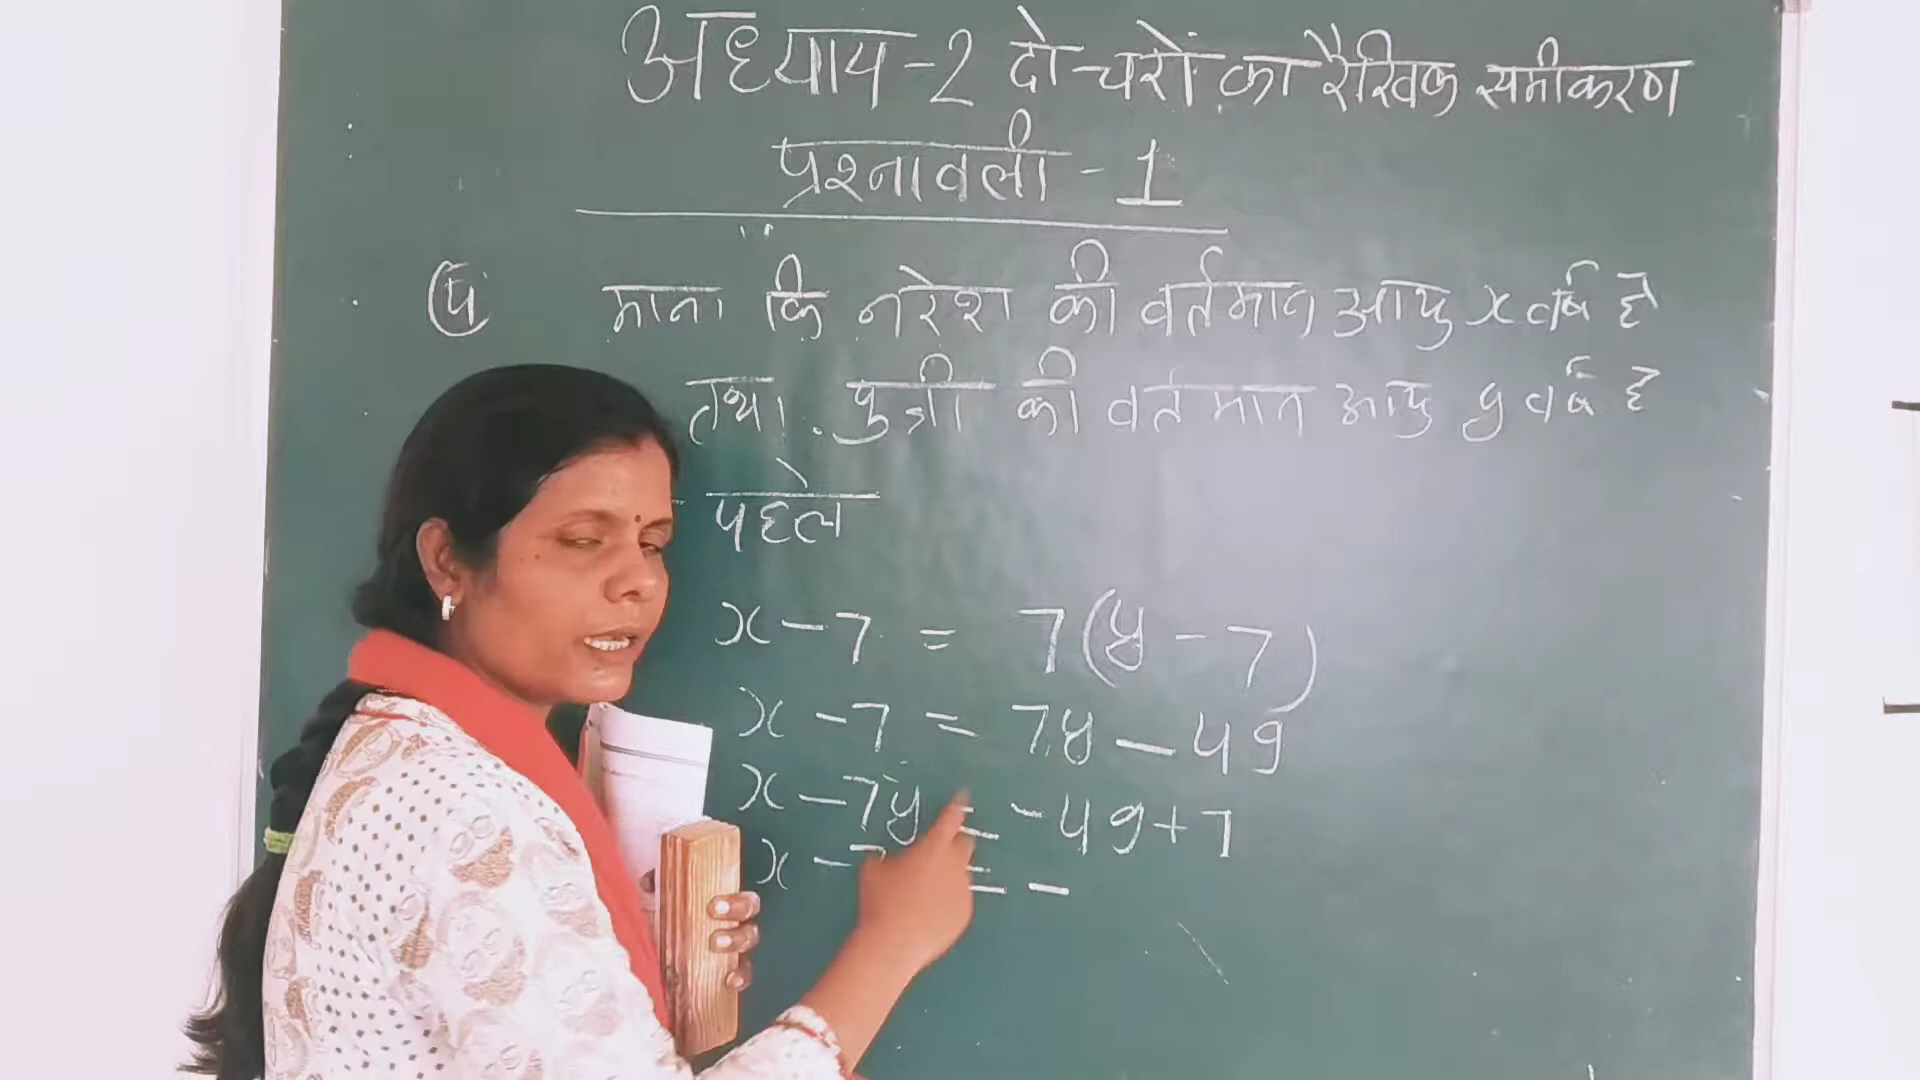 अध्याय-2 दो चरों का रैखिक समीकरण
प्रश्नावली-1
माना कि नरेश की वर्तमान आयु x वर्ष है
तथा पुत्री की वर्तमान आयु y वर्ष है
पहले
x-7 = 7(y-7)
x-7 = 7y-49
x-7y = -49+7
x-7 = -